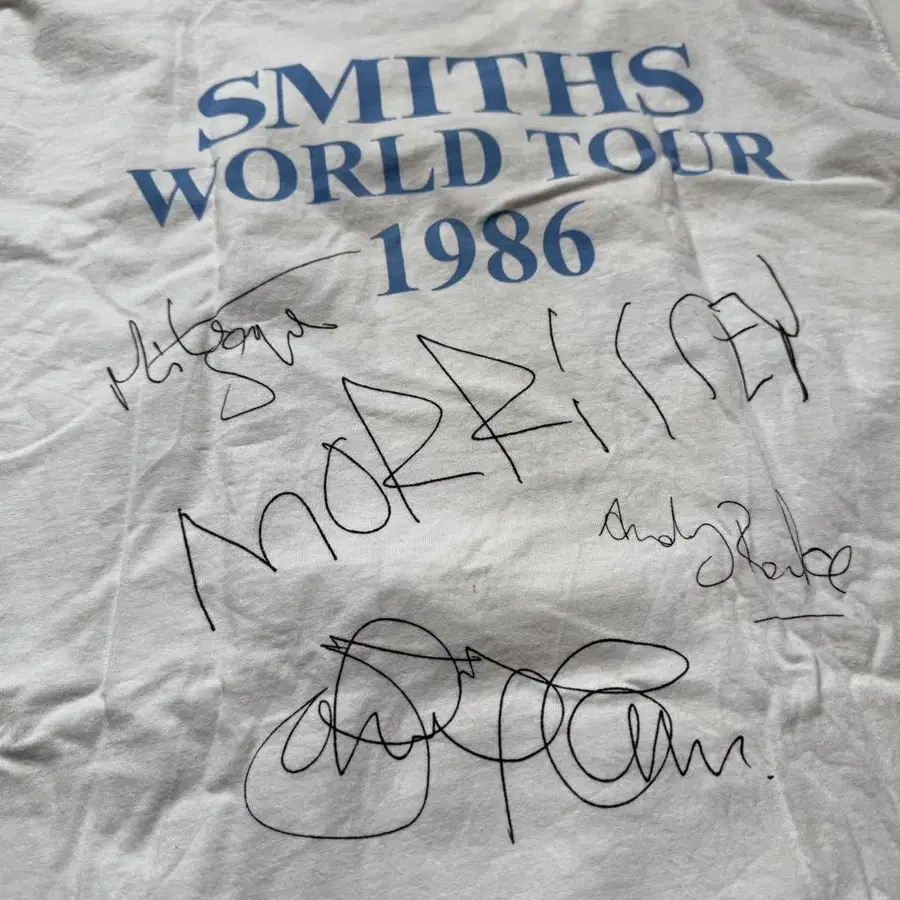 SMITHS
WORLD TOUR
1986
MORRISSEY
Andy Rourke